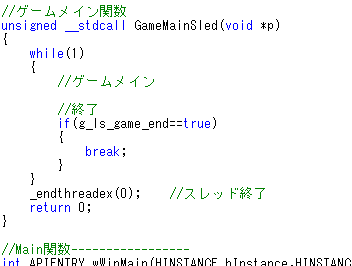 //ゲームメイン関数
unsigned __stdcall GameMainSled(void *p)
{
    while(1)
    {
        //ゲームメイン

        //終了
        if(g_Is_game_end==true)
        {
            break;
        }
    }
    _endthreadex(0);    //スレッド終了
    return 0;
}

//Main関数-----------------
int APIENTRY wWinMain(HINSTANCE hInstance,HINSTANC